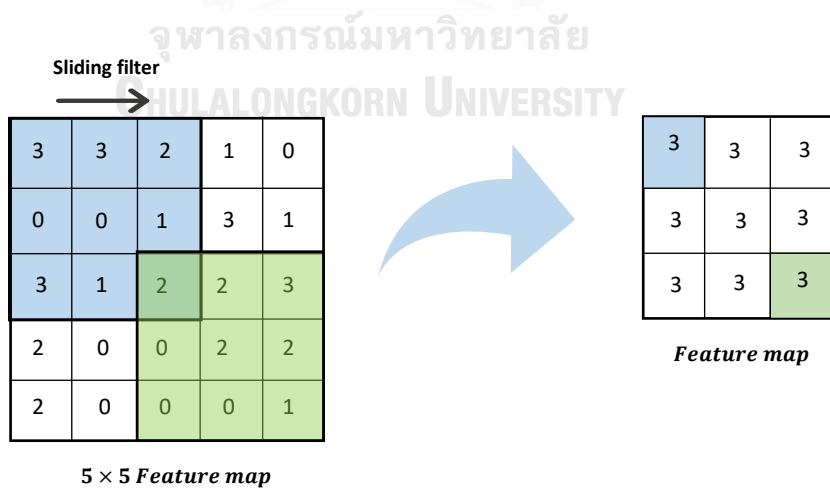 จุฬาลงกรณ์มหาวิทยาลัย
CHULALONGKORN UNIVERSITY
Sliding filter
3 3 2 1 0
0 0 1 3 1
3 1 2 2 3
2 0 0 2 2
2 0 0 0 1
5 × 5 Feature map
3 3 3
3 3 3
3 3 3
Feature map